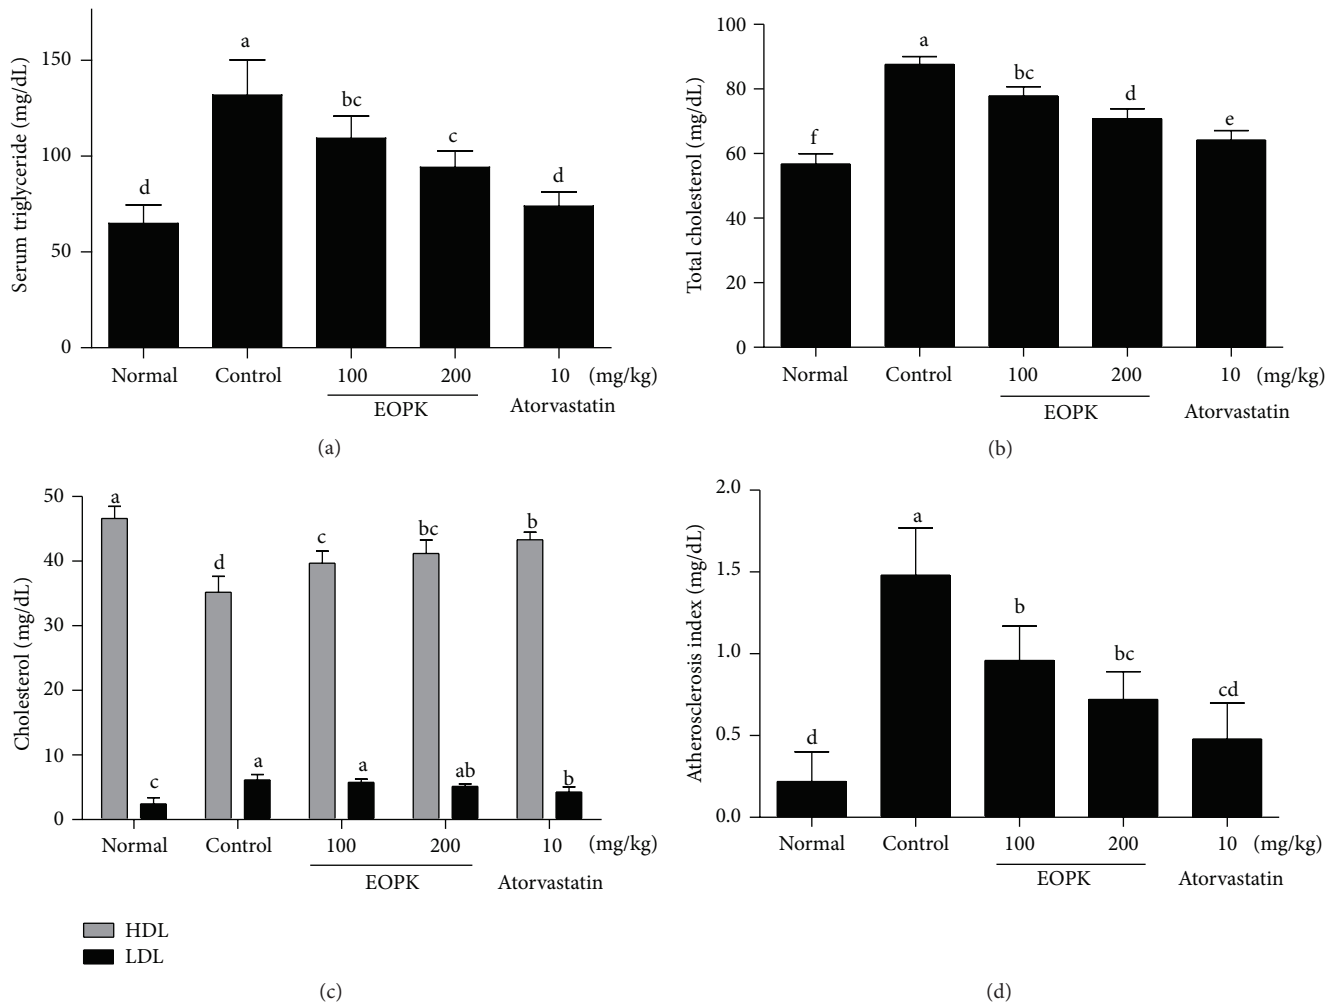 Serum triglyceride (mg/dL)
150
100
50
0
a
bc
c
d
d
Normal Control 100 200 10 (mg/kg)
EOPK Atorvastatin
(a)
Total cholesterol (mg/dL)
100
80
60
40
20
0
f
a
bc
d
e
Normal Control 100 200 10 (mg/kg)
EOPK Atorvastatin
(b)
Cholesterol (mg/dL)
50
40
30
20
10
0
a
c
d
a
c
a
bc
ab
b
b
Normal Control 100 200 10 (mg/kg)
EOPK Atorvastatin
HDL
LDL
(c)
Atherosclerosis index (mg/dL)
2.0
1.5
1.0
0.5
0.0
d
a
b
bc
cd
Normal Control 100 200 10 (mg/kg)
EOPK Atorvastatin
(d)